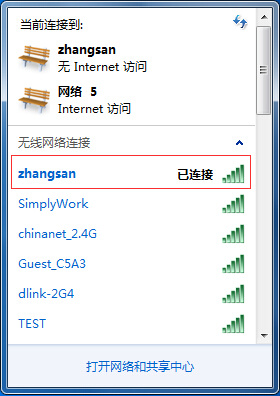 当前连接到:
zhangsan
无 Internet 访问
网络 5
Internet 访问
无线网络连接
zhangsan 已连接
SimplyWork
chinanet_2.4G
Guest_C5A3
dlink-2G4
TEST
打开网络和共享中心